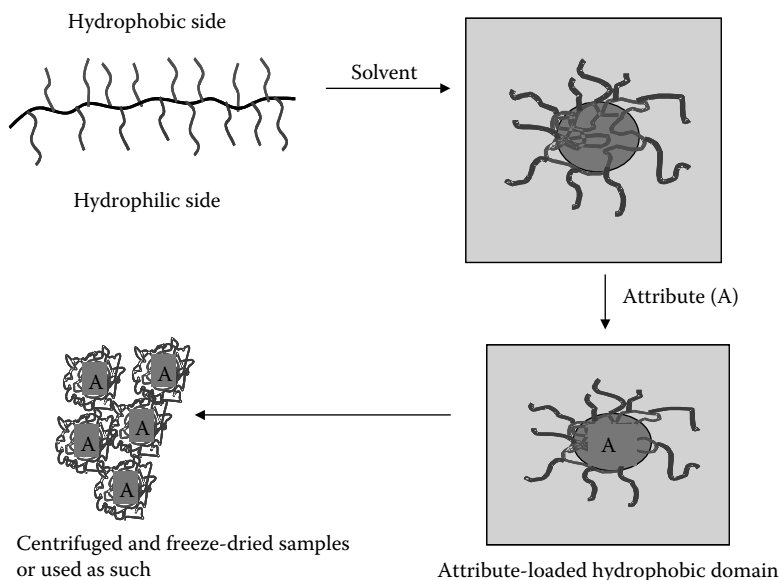 Hydrophobic side
Solvent
Hydrophilic side
Attribute (A)
A
A
A
A
A
A
Centrifuged and freeze-dried samples
or used as such
Attribute-loaded hydrophobic domain